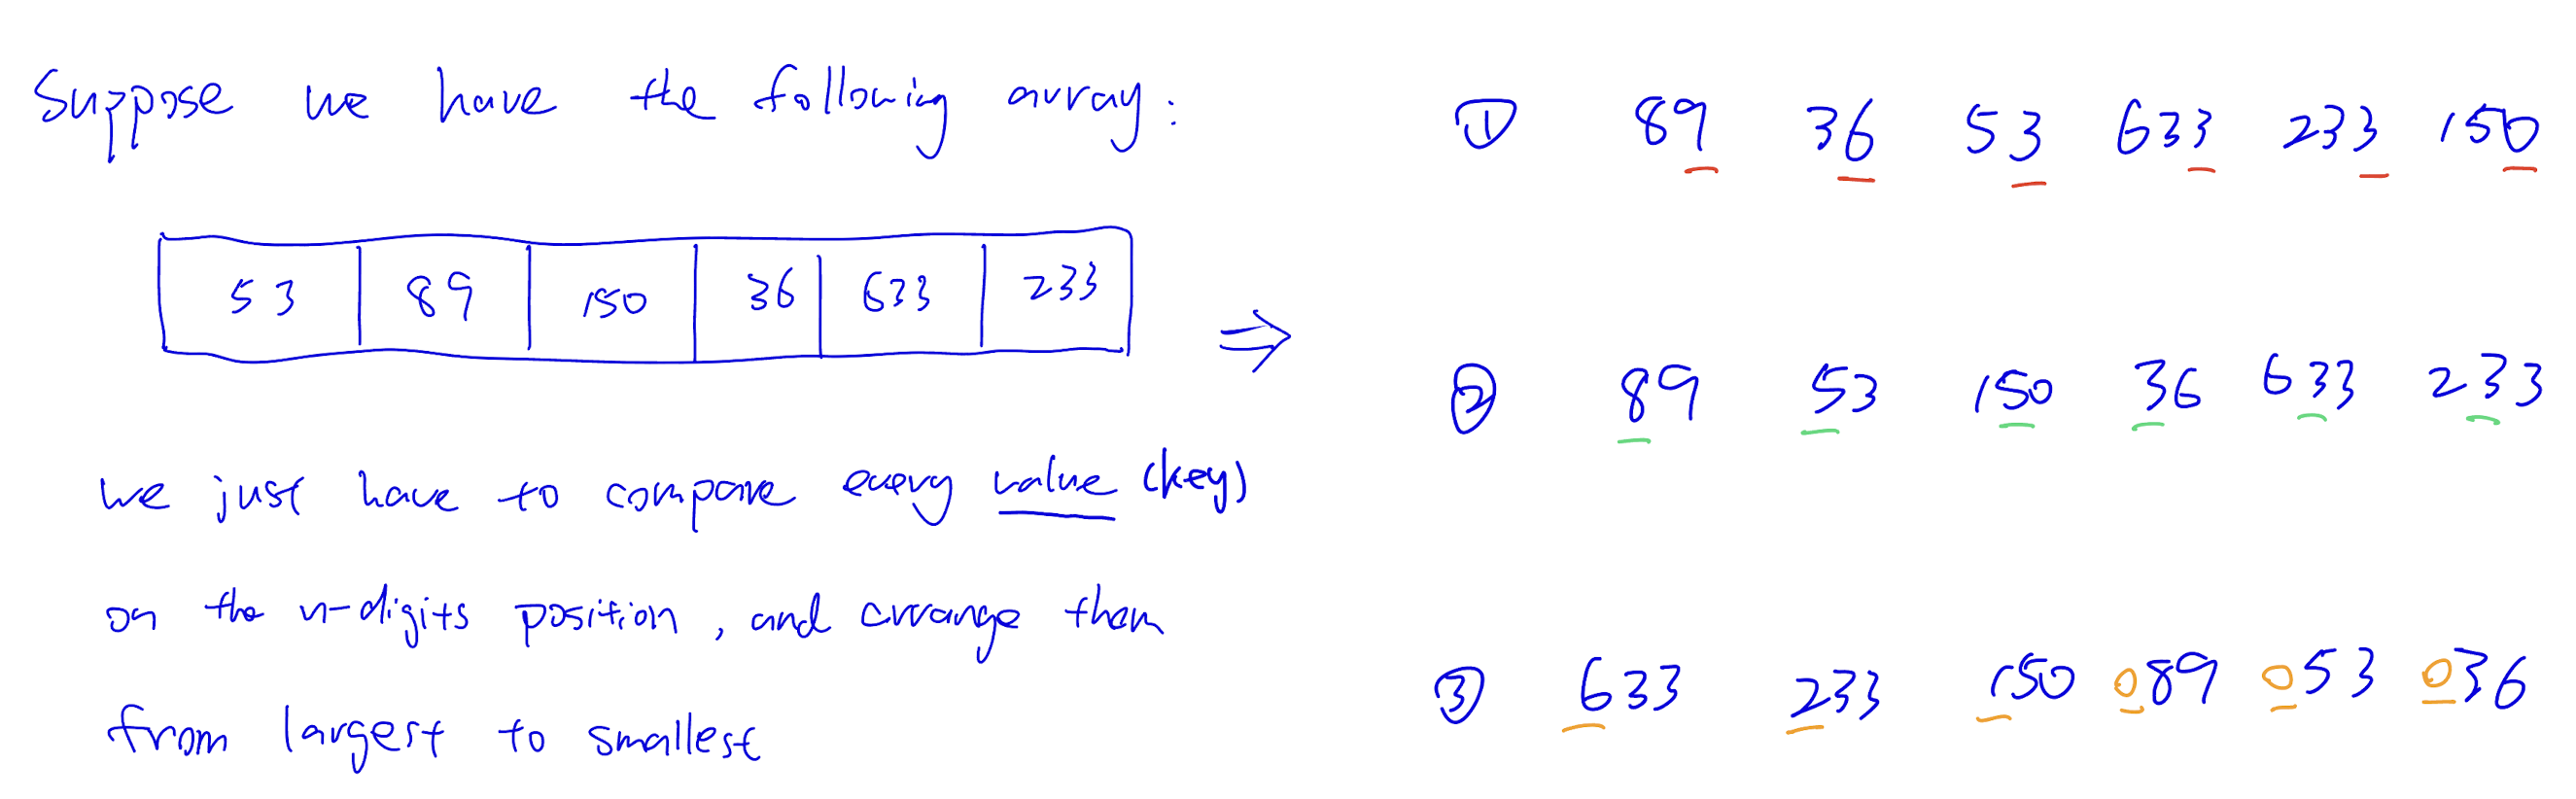 Suppose we have the following array:
53 89 150 36 633 233
we just have to compare every value (key)
on the n-digits position, and arrange them
from largest to smallest
⇒
① 89 36 53 633 233 150
② 89 53 150 36 633 233
③ 633 233 150 089 053 036